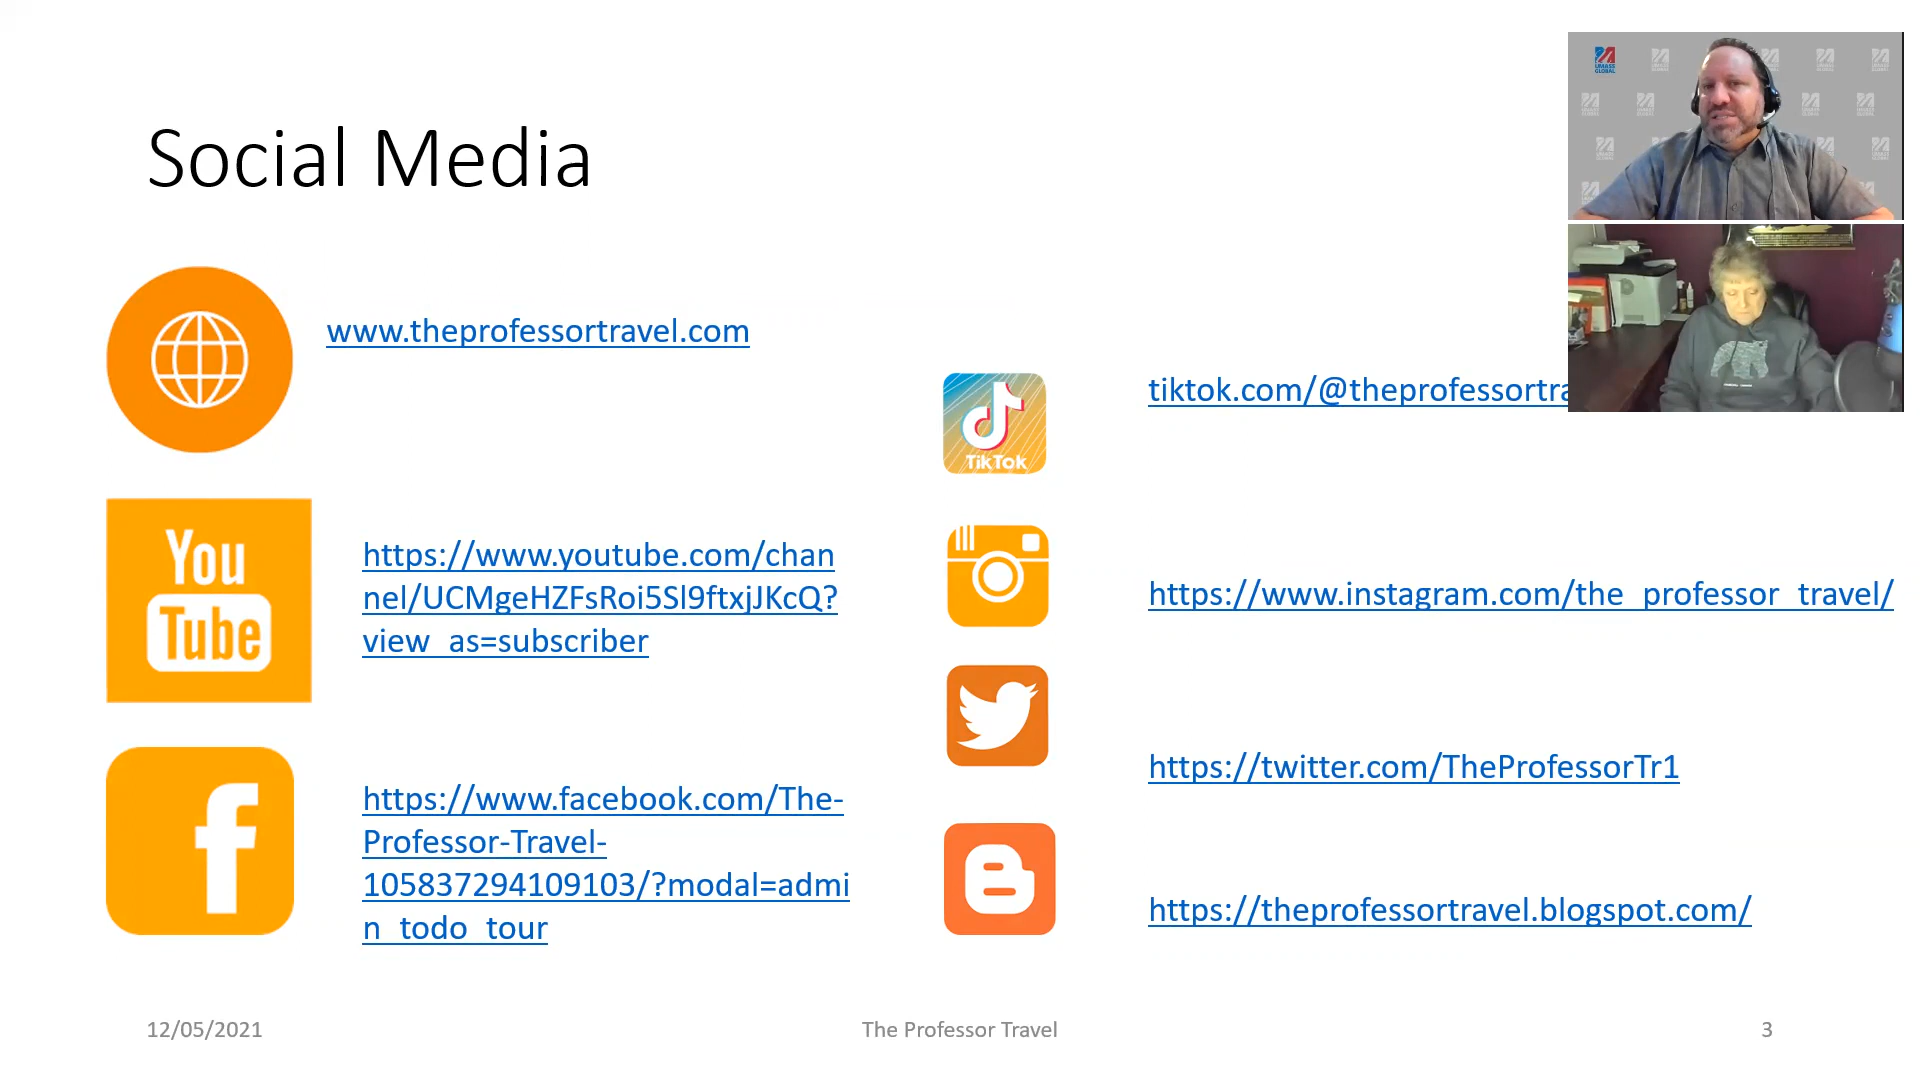 Social Media
www.theprofessortravel.com
You
Tube
https://www.youtube.com/chan
nel/UCMgeHZFsRoi5Sl9ftxjJKcQ?
view_as=subscriber
https://www.facebook.com/The-
Professor-Travel-
105837294109103/?modal=admi
n_todo_tour
TikTok
tiktok.com/@theprofessortra
https://www.instagram.com/the_professor_travel/
https://twitter.com/TheProfessorTr1
https://theprofessortravel.blogspot.com/
UMASS
GLOBAL
12/05/2021
The Professor Travel
3